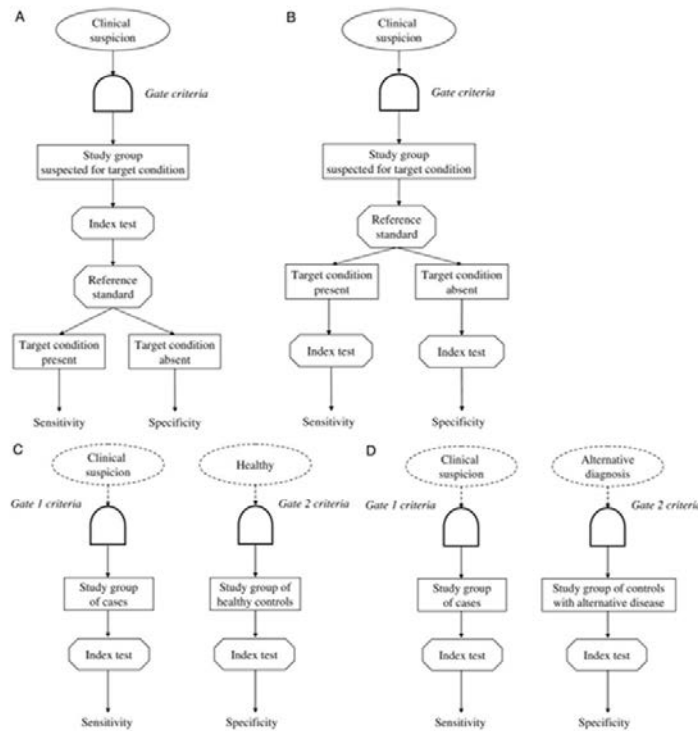 A
Clinical
suspicion
Gate criteria
Study group
suspected for target condition
Index test
Reference
standard
Target condition
present
Target condition
absent
Sensitivity
Specificity
B
Clinical
suspicion
Gate criteria
Study group
suspected for target condition
Reference
standard
Target condition
present
Target condition
absent
Index test
Index test
Sensitivity
Specificity
C
Clinical
suspicion
Healthy
Gate 1 criteria
Gate 2 criteria
Study group
of cases
Study group of
healthy controls
Index test
Index test
Sensitivity
Specificity
D
Clinical
suspicion
Alternative
diagnosis
Gate 1 criteria
Gate 2 criteria
Study group
of cases
Study group of controls
with alternative disease
Index test
Index test
Sensitivity
Specificity